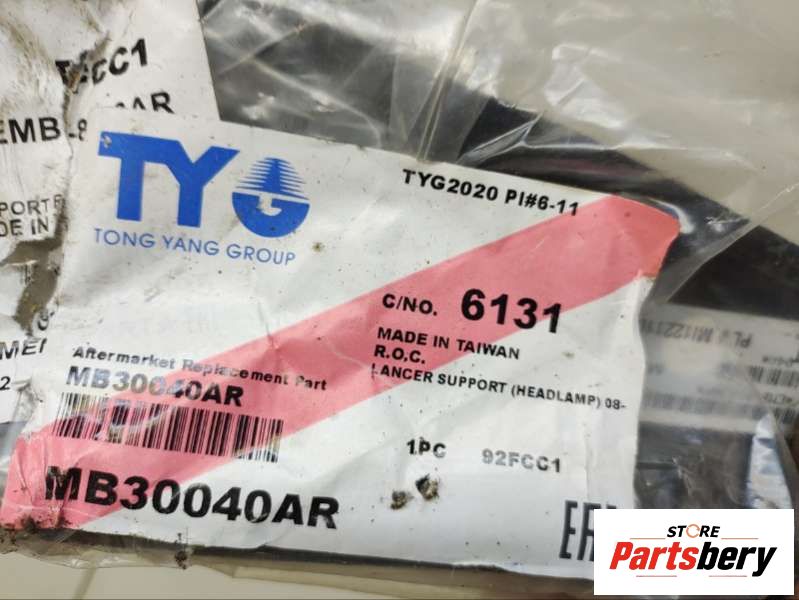 TYG
TONG YANG GROUP
TYG2020 PI#6-11
C/NO. 6131
MADE IN TAIWAN
R.O.C.
LANCER SUPPORT (HEADLAMP) 08-
Aftermarket Replacement Part
MB30040AR
1PC 92FCC1
MB30040AR
STORE
Partsbery